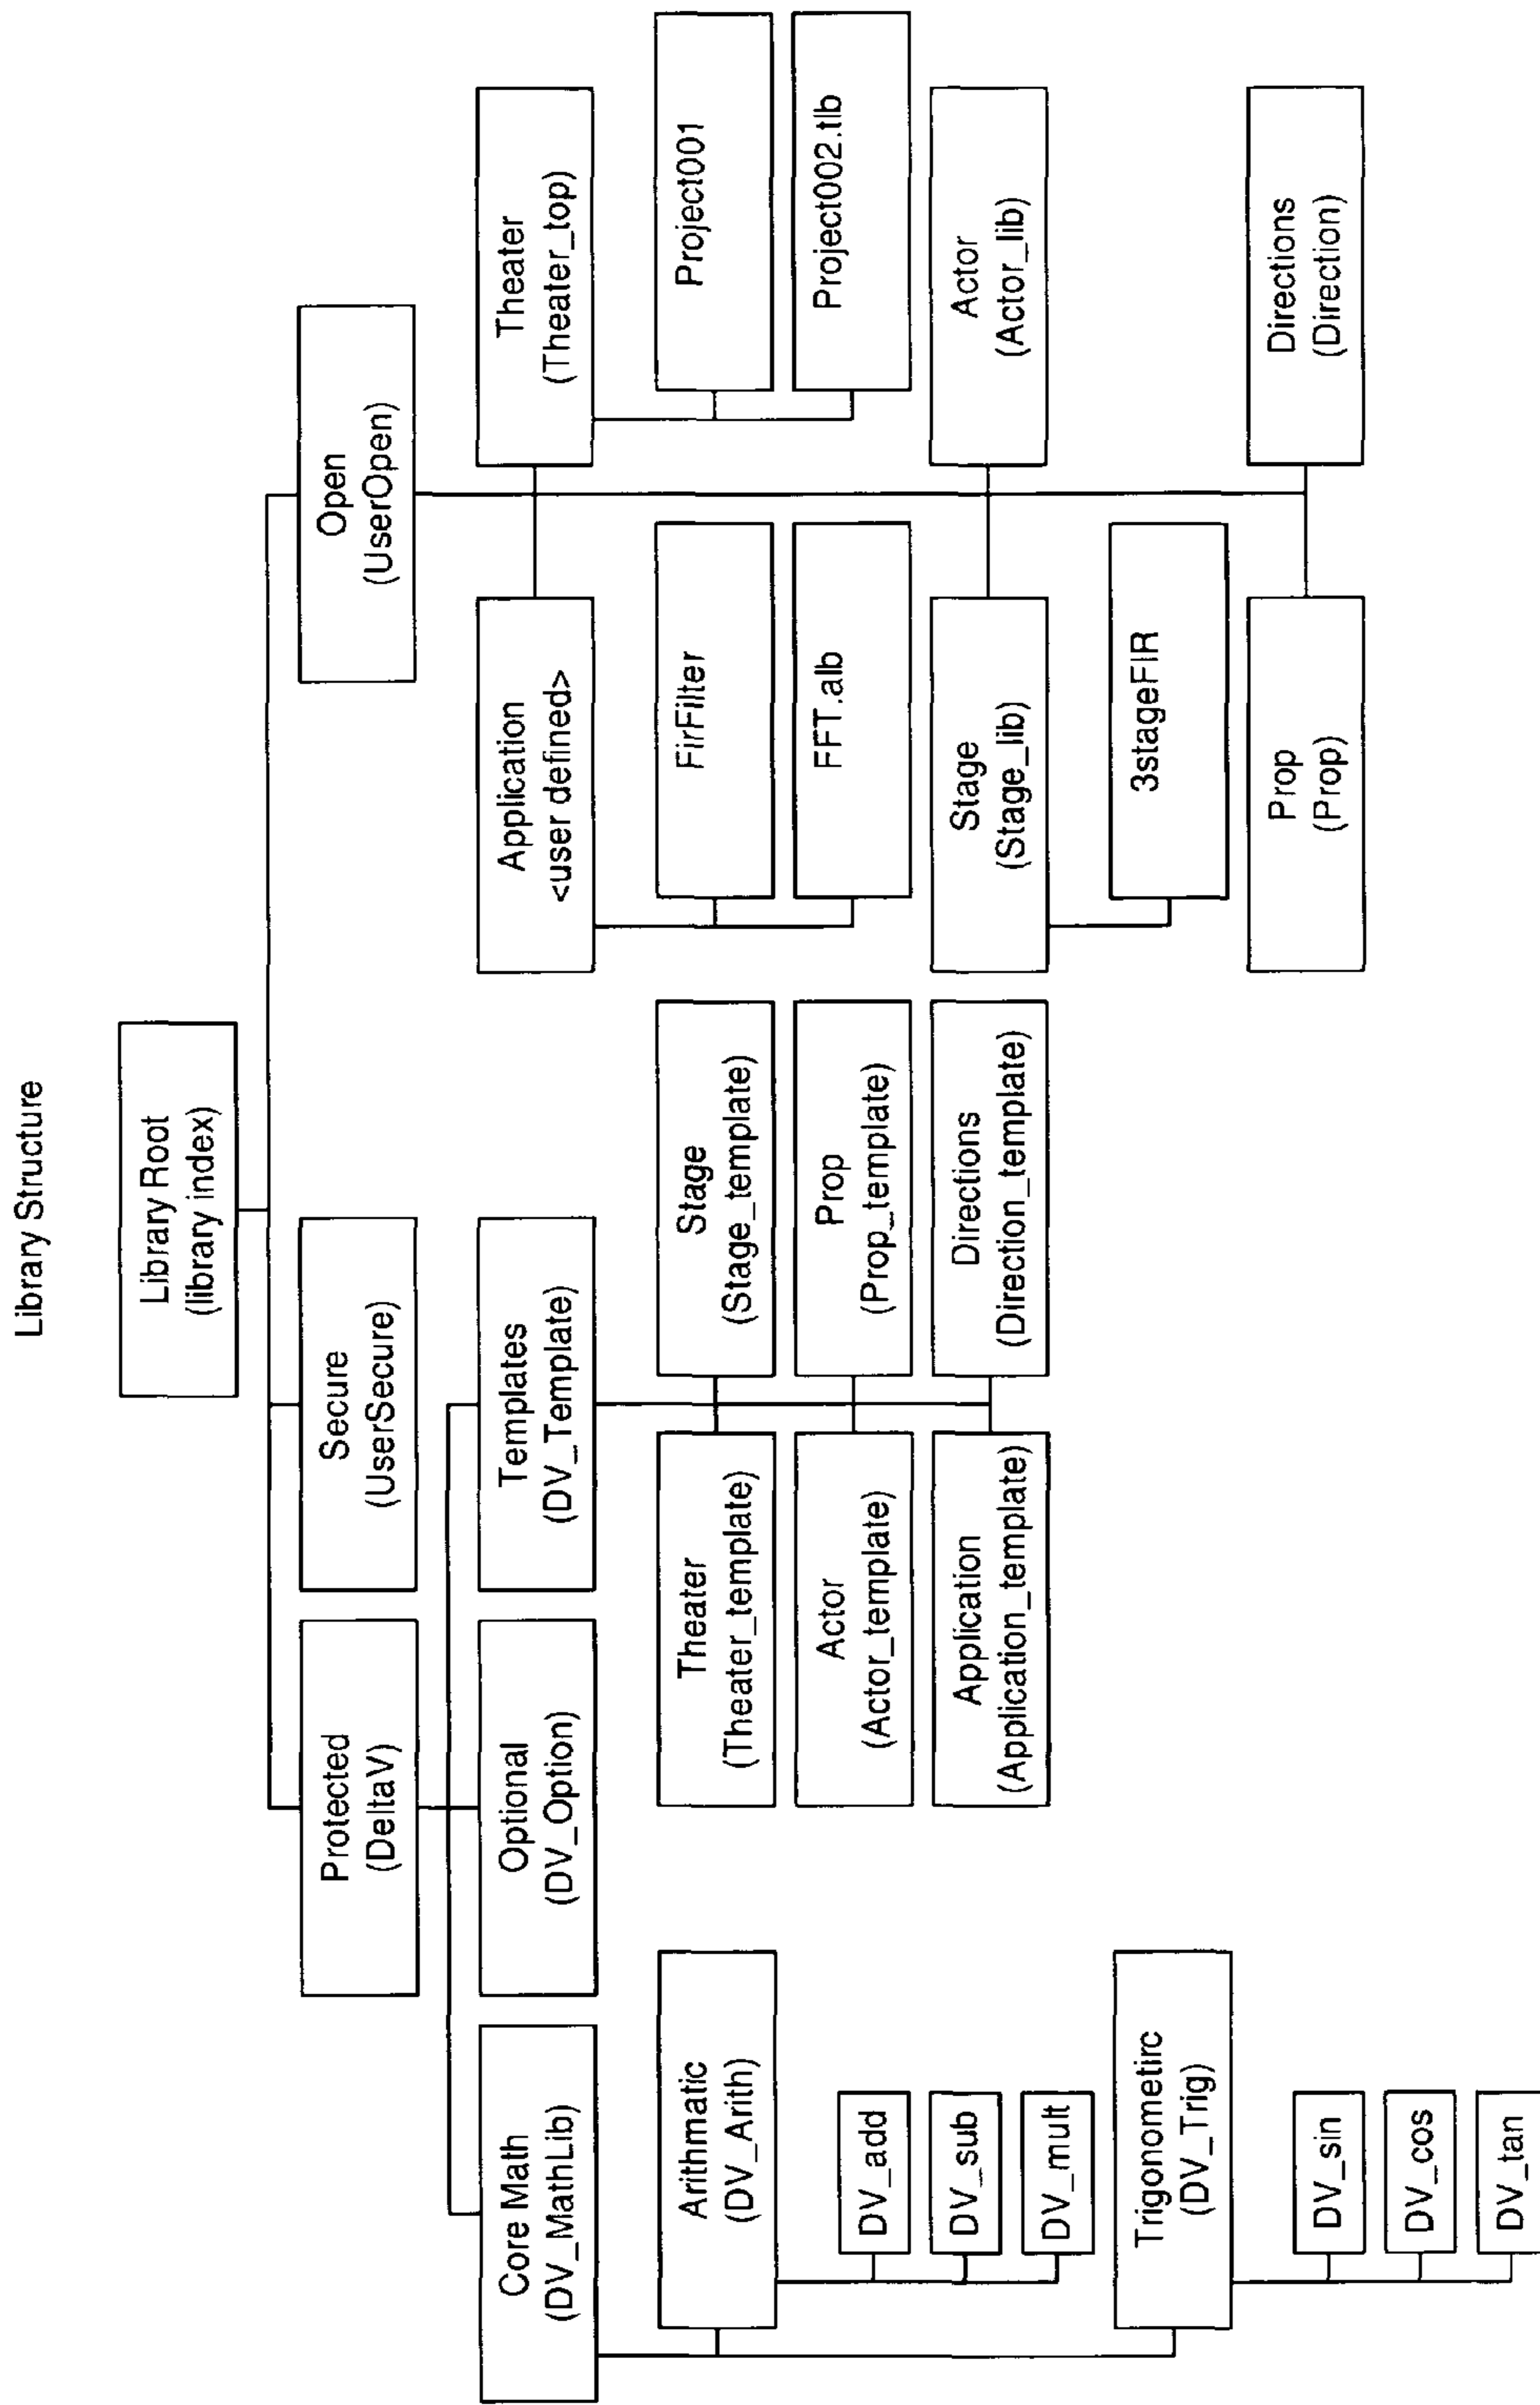 Library Structure
Library Root
(library index)
Protected
(DeltaV)
Secure
(UserSecure)
Open
(UserOpen)
Core Math
(DV_MathLib)
Optional
(DV_Option)
Templates
(DV_Template)
Application
<user defined>
Theater
(Theater_top)
Arithmatic
(DV_Arith)
DV_add
DV_sub
DV_mult
Trigonometirc
(DV_Trig)
DV_sin
DV_cos
DV_tan
Theater
(Theater_template)
Stage
(Stage_template)
Actor
(Actor_template)
Prop
(Prop_template)
Application
(Application_template)
Directions
(Direction_template)
FirFilter
FFT.alb
Project001
Project002.tlb
Stage
(Stage_lib)
Actor
(Actor_lib)
3stageFIR
Prop
(Prop)
Directions
(Direction)